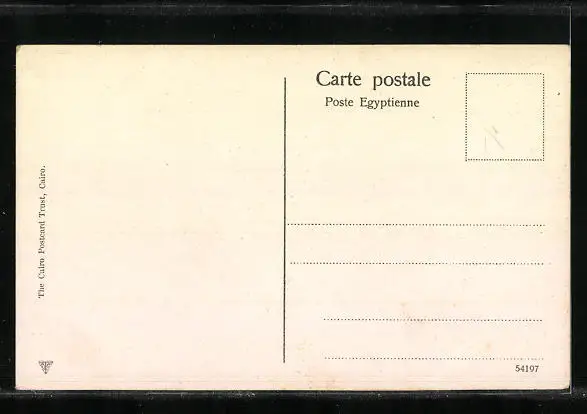 Carte postale
Poste Egyptienne
The Cairo Postcard Trust, Cairo.
54197